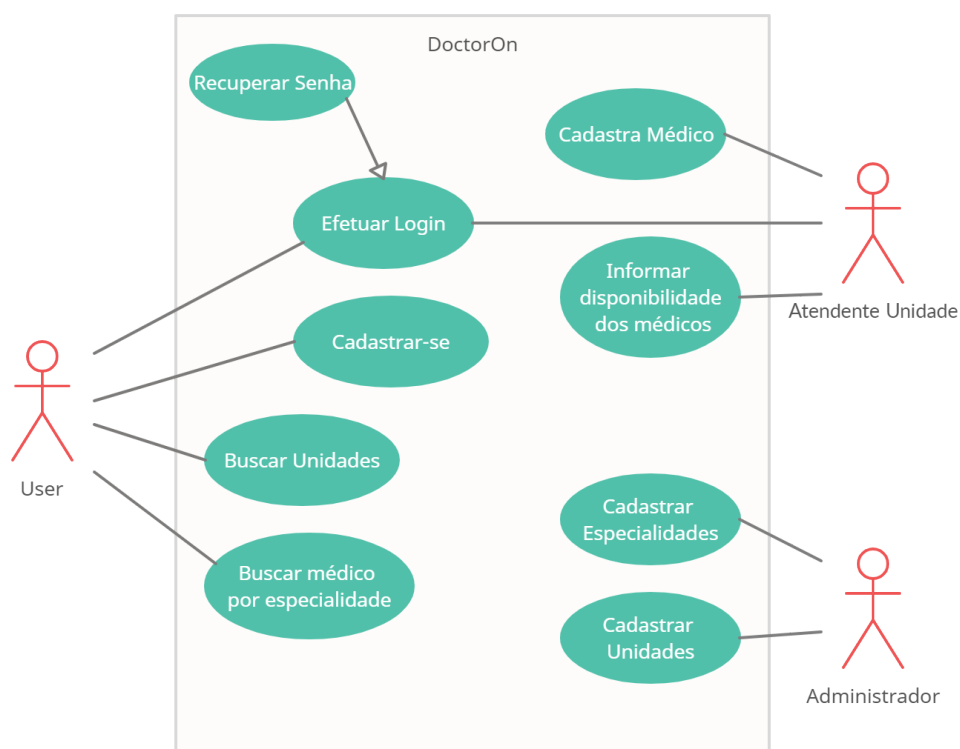 DoctorOn
Recuperar Senha
Cadastra Médico
Efetuar Login
Informar
disponibilidade
dos médicos
Atendente Unidade
Cadastrar-se
Buscar Unidades
User
Cadastrar
Especialidades
Buscar médico
por especialidade
Cadastrar
Unidades
Administrador